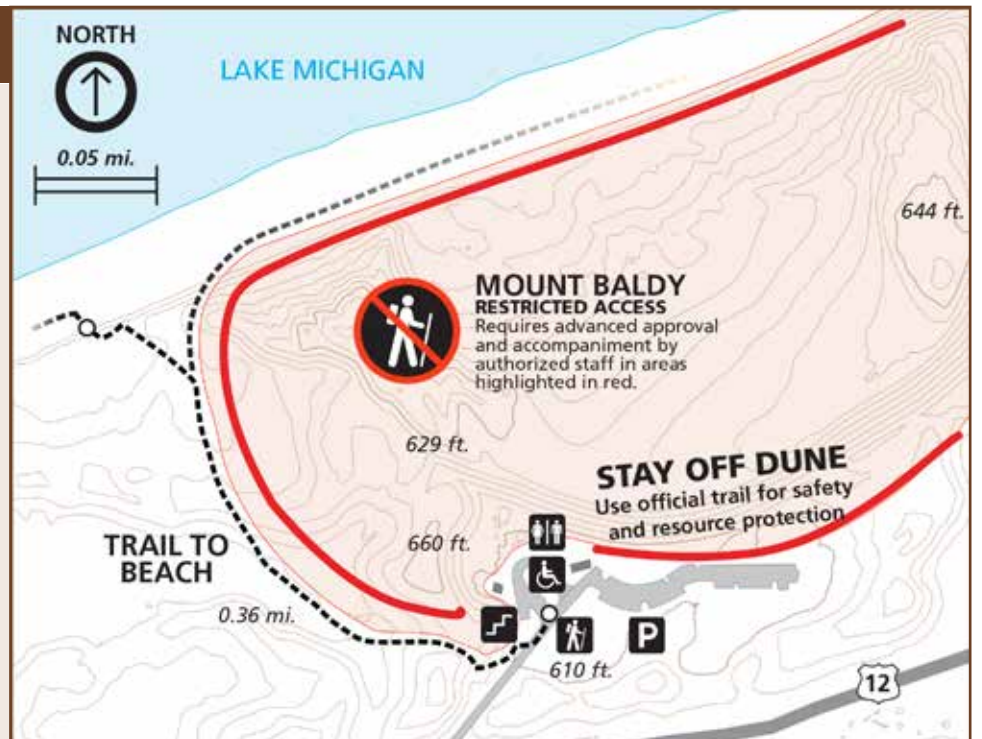 NORTH
0.05 mi.
LAKE MICHIGAN
644 ft.
MOUNT BALDY
RESTRICTED ACCESS
Requires advanced approval
and accompaniment by
authorized staff in areas
highlighted in red.
629 ft.
STAY OFF DUNE
Use official trail for safety
and resource protection
660 ft.
TRAIL TO
BEACH
0.36 mi.
P
610 ft.
12